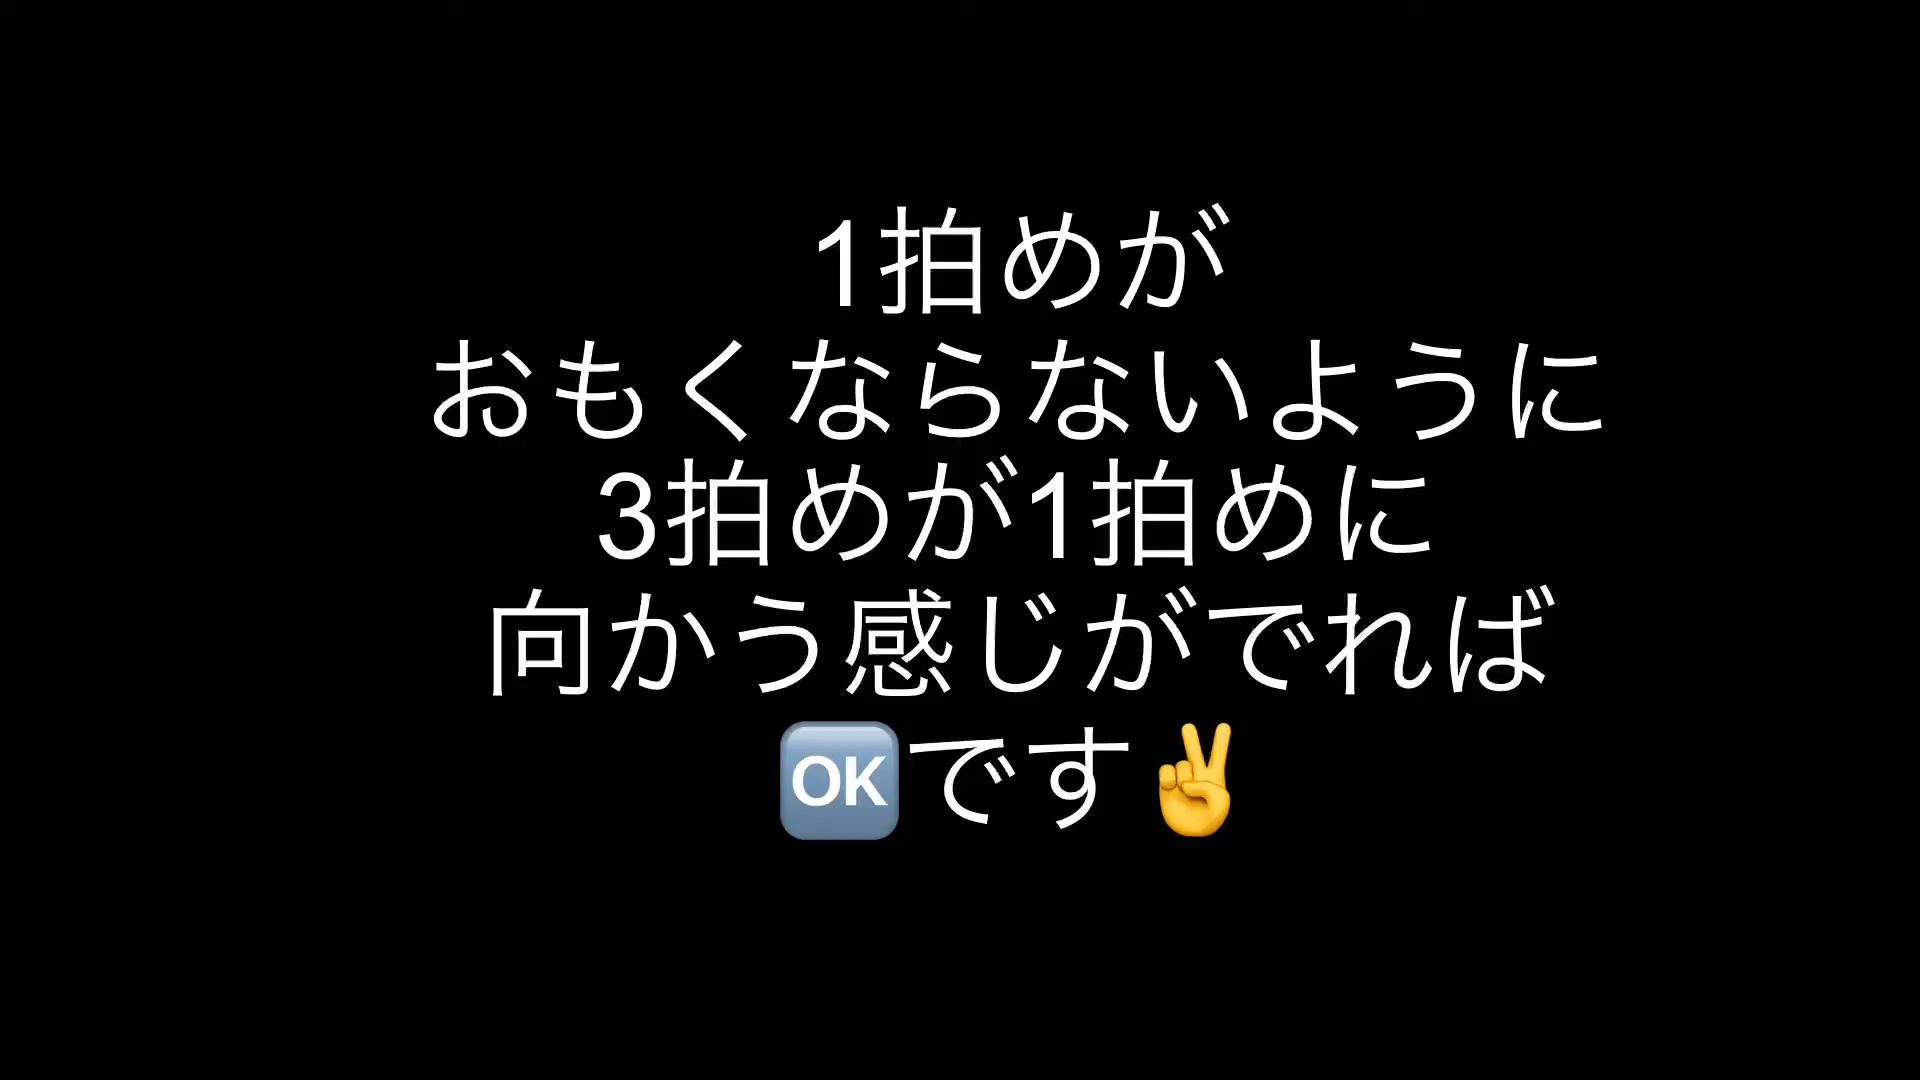 1拍めが
おもくならないように
3拍めが1拍めに
向かう感じがでれば
🆗です✌️